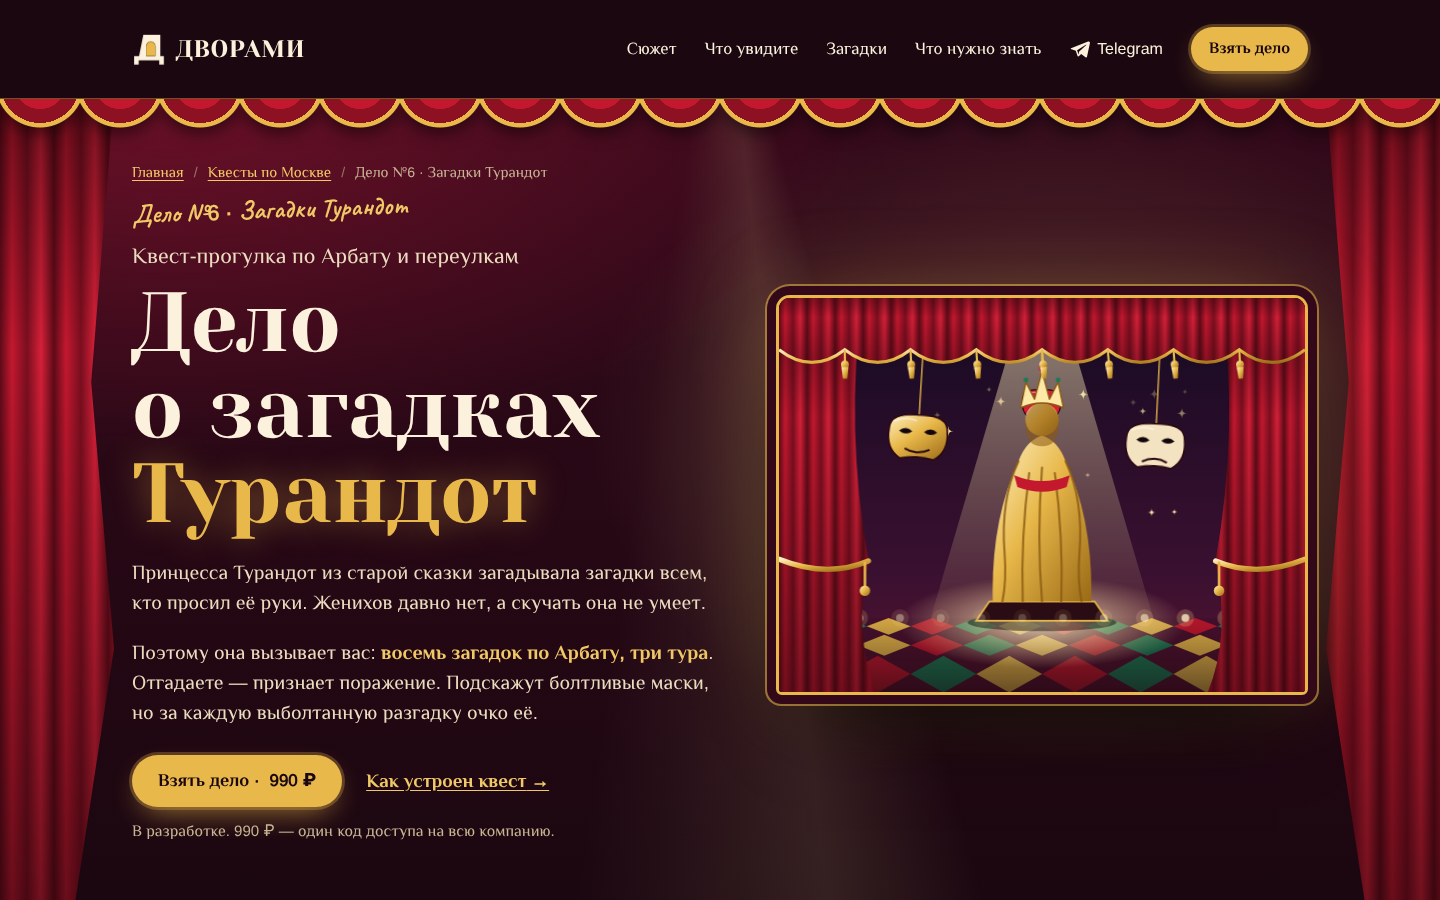 ДВОРАМИ
Сюжет Что увидите Загадки Что нужно знать Telegram Взять дело
Главная / Квесты по Москве / Дело №6 · Загадки Турандот
Дело №6 · Загадки Турандот
Квест-прогулка по Арбату и переулкам
Дело
о загадках
Турандот
Принцесса Турандот из старой сказки загадывала загадки всем,
кто просил её руки. Женихов давно нет, а скучать она не умеет.
Поэтому она вызывает вас: восемь загадок по Арбату, три тура.
Отгадаете — признает поражение. Подскажут болтливые маски,
но за каждую выболтанную разгадку очко её.
Взять дело · 990 ₽ Как устроен квест →
В разработке. 990 ₽ — один код доступа на всю компанию.